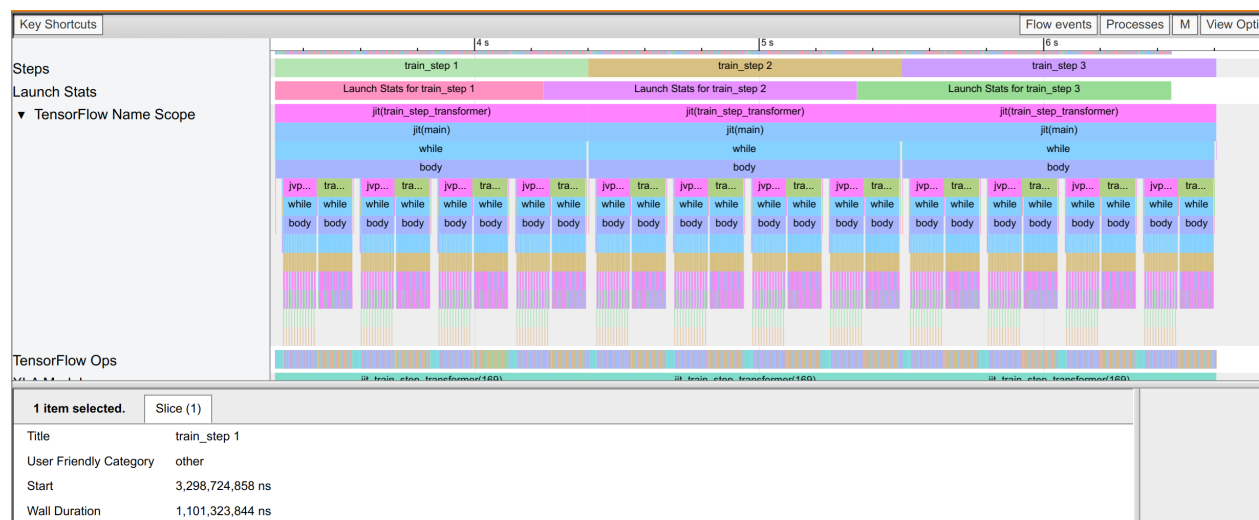 Key Shortcuts Flow events Processes M View Opti
4 s 5 s 6 s
Steps train_step 1 train_step 2 train_step 3
Launch Stats Launch Stats for train_step 1 Launch Stats for train_step 2 Launch Stats for train_step 3
▼ TensorFlow Name Scope jit(train_step_transformer) jit(train_step_transformer) jit(train_step_transformer)
jit(main) jit(main) jit(main)
while while while
body body body
jvp... tra... jvp... tra... jvp... tra... jvp... tra... jvp... tra... jvp... tra... jvp... tra... jvp... tra... jvp... tra... jvp... tra... jvp... tra... jvp... tra...
while while while while while while while while while while while while while while while while while while while while while while while while
body body body body body body body body body body body body body body body body body body body body body body body body
TensorFlow Ops
jit_train_step_transformer(169) jit_train_step_transformer(169) jit_train_step_transformer(169)
1 item selected. Slice (1)
Title train_step 1
User Friendly Category other
Start 3,298,724,858 ns
Wall Duration 1,101,323,844 ns